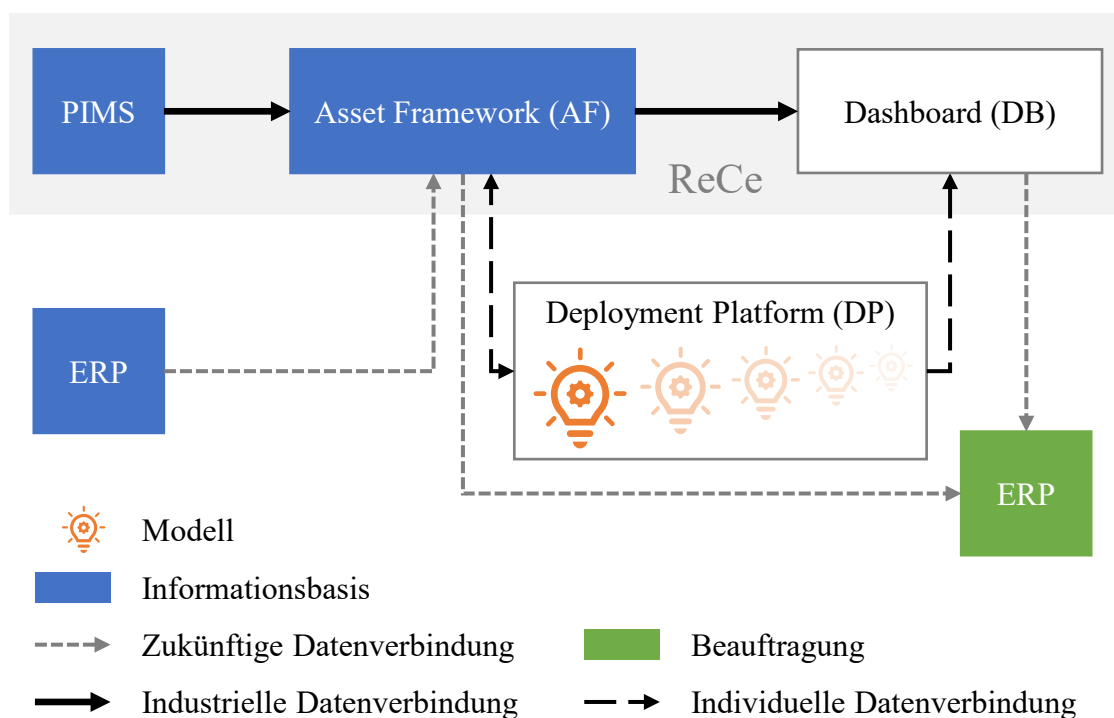 PIMS
Asset Framework (AF)
Dashboard (DB)
ReCe
Deployment Platform (DP)
ERP
ERP
Modell
Informationsbasis
Zukünftige Datenverbindung
Beauftragung
Industrielle Datenverbindung
Individuelle Datenverbindung